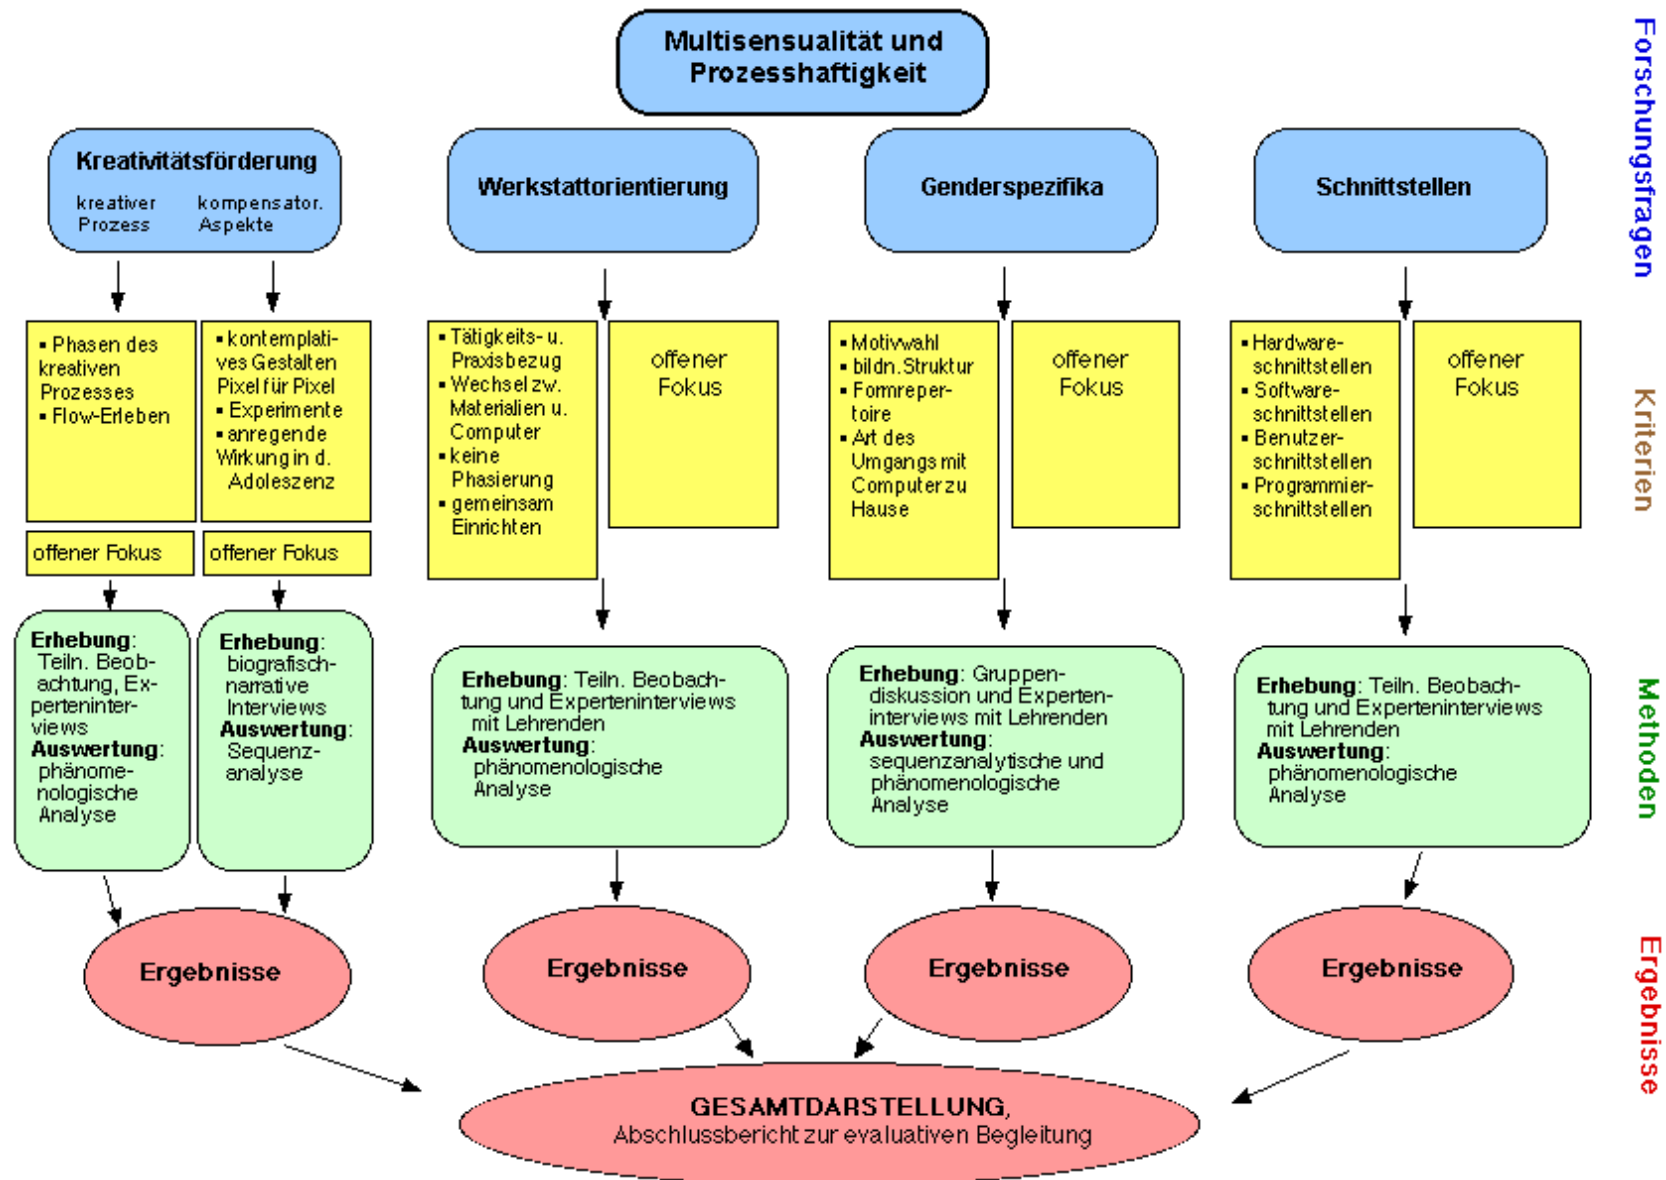 Multisensualität und
Prozesshaftigkeit
Forschungsfragen
Kreativitätsförderung
kreativer
Prozess
kompensator.
Aspekte
Werkstattorientierung
Genderspezifika
Schnittstellen
▪ Phasen des
kreativen
Prozesses
▪ Flow-Erleben
▪ kontemplati-
ves Gestalten
Pixel für Pixel
▪ Experimente
▪ anregende
Wirkung in d.
Adoleszenz
▪ Tätigkeits- u.
Praxisbezug
▪ Wechsel zw.
Materialien u.
Computer
▪ keine
Phasierung
▪ gemeinsam
Einrichten
offener
Fokus
▪ Motivwahl
▪ bildn. Struktur
▪ Formreper-
toire
▪ Art des
Umgangs mit
Computer zu
Hause
offener
Fokus
▪ Hardware-
schnittstellen
▪ Software-
schnittstellen
▪ Benutzer-
schnittstellen
▪ Programmier-
schnittstellen
offener
Fokus
Kriterien
offener Fokus
offener Fokus
Erhebung:
Teiln. Beob-
achtung, Ex-
perteninter-
views
Auswertung:
phänome-
nologische
Analyse
Erhebung:
biografisch-
narrative
Interviews
Auswertung:
Sequenz-
analyse
Erhebung: Teiln. Beobach-
tung und Experteninterviews
mit Lehrenden
Auswertung:
phänomenologische
Analyse
Erhebung: Gruppen-
diskussion und Experten-
interviews mit Lehrenden
Auswertung:
sequenzanalytische und
phänomenologische
Analyse
Erhebung: Teiln. Beobach-
tung und Experteninterviews
mit Lehrenden
Auswertung:
phänomenologische
Analyse
Methoden
Ergebnisse
Ergebnisse
Ergebnisse
Ergebnisse
Ergebnisse
GESAMTDARSTELLUNG,
Abschlussbericht zur evaluativen Begleitung